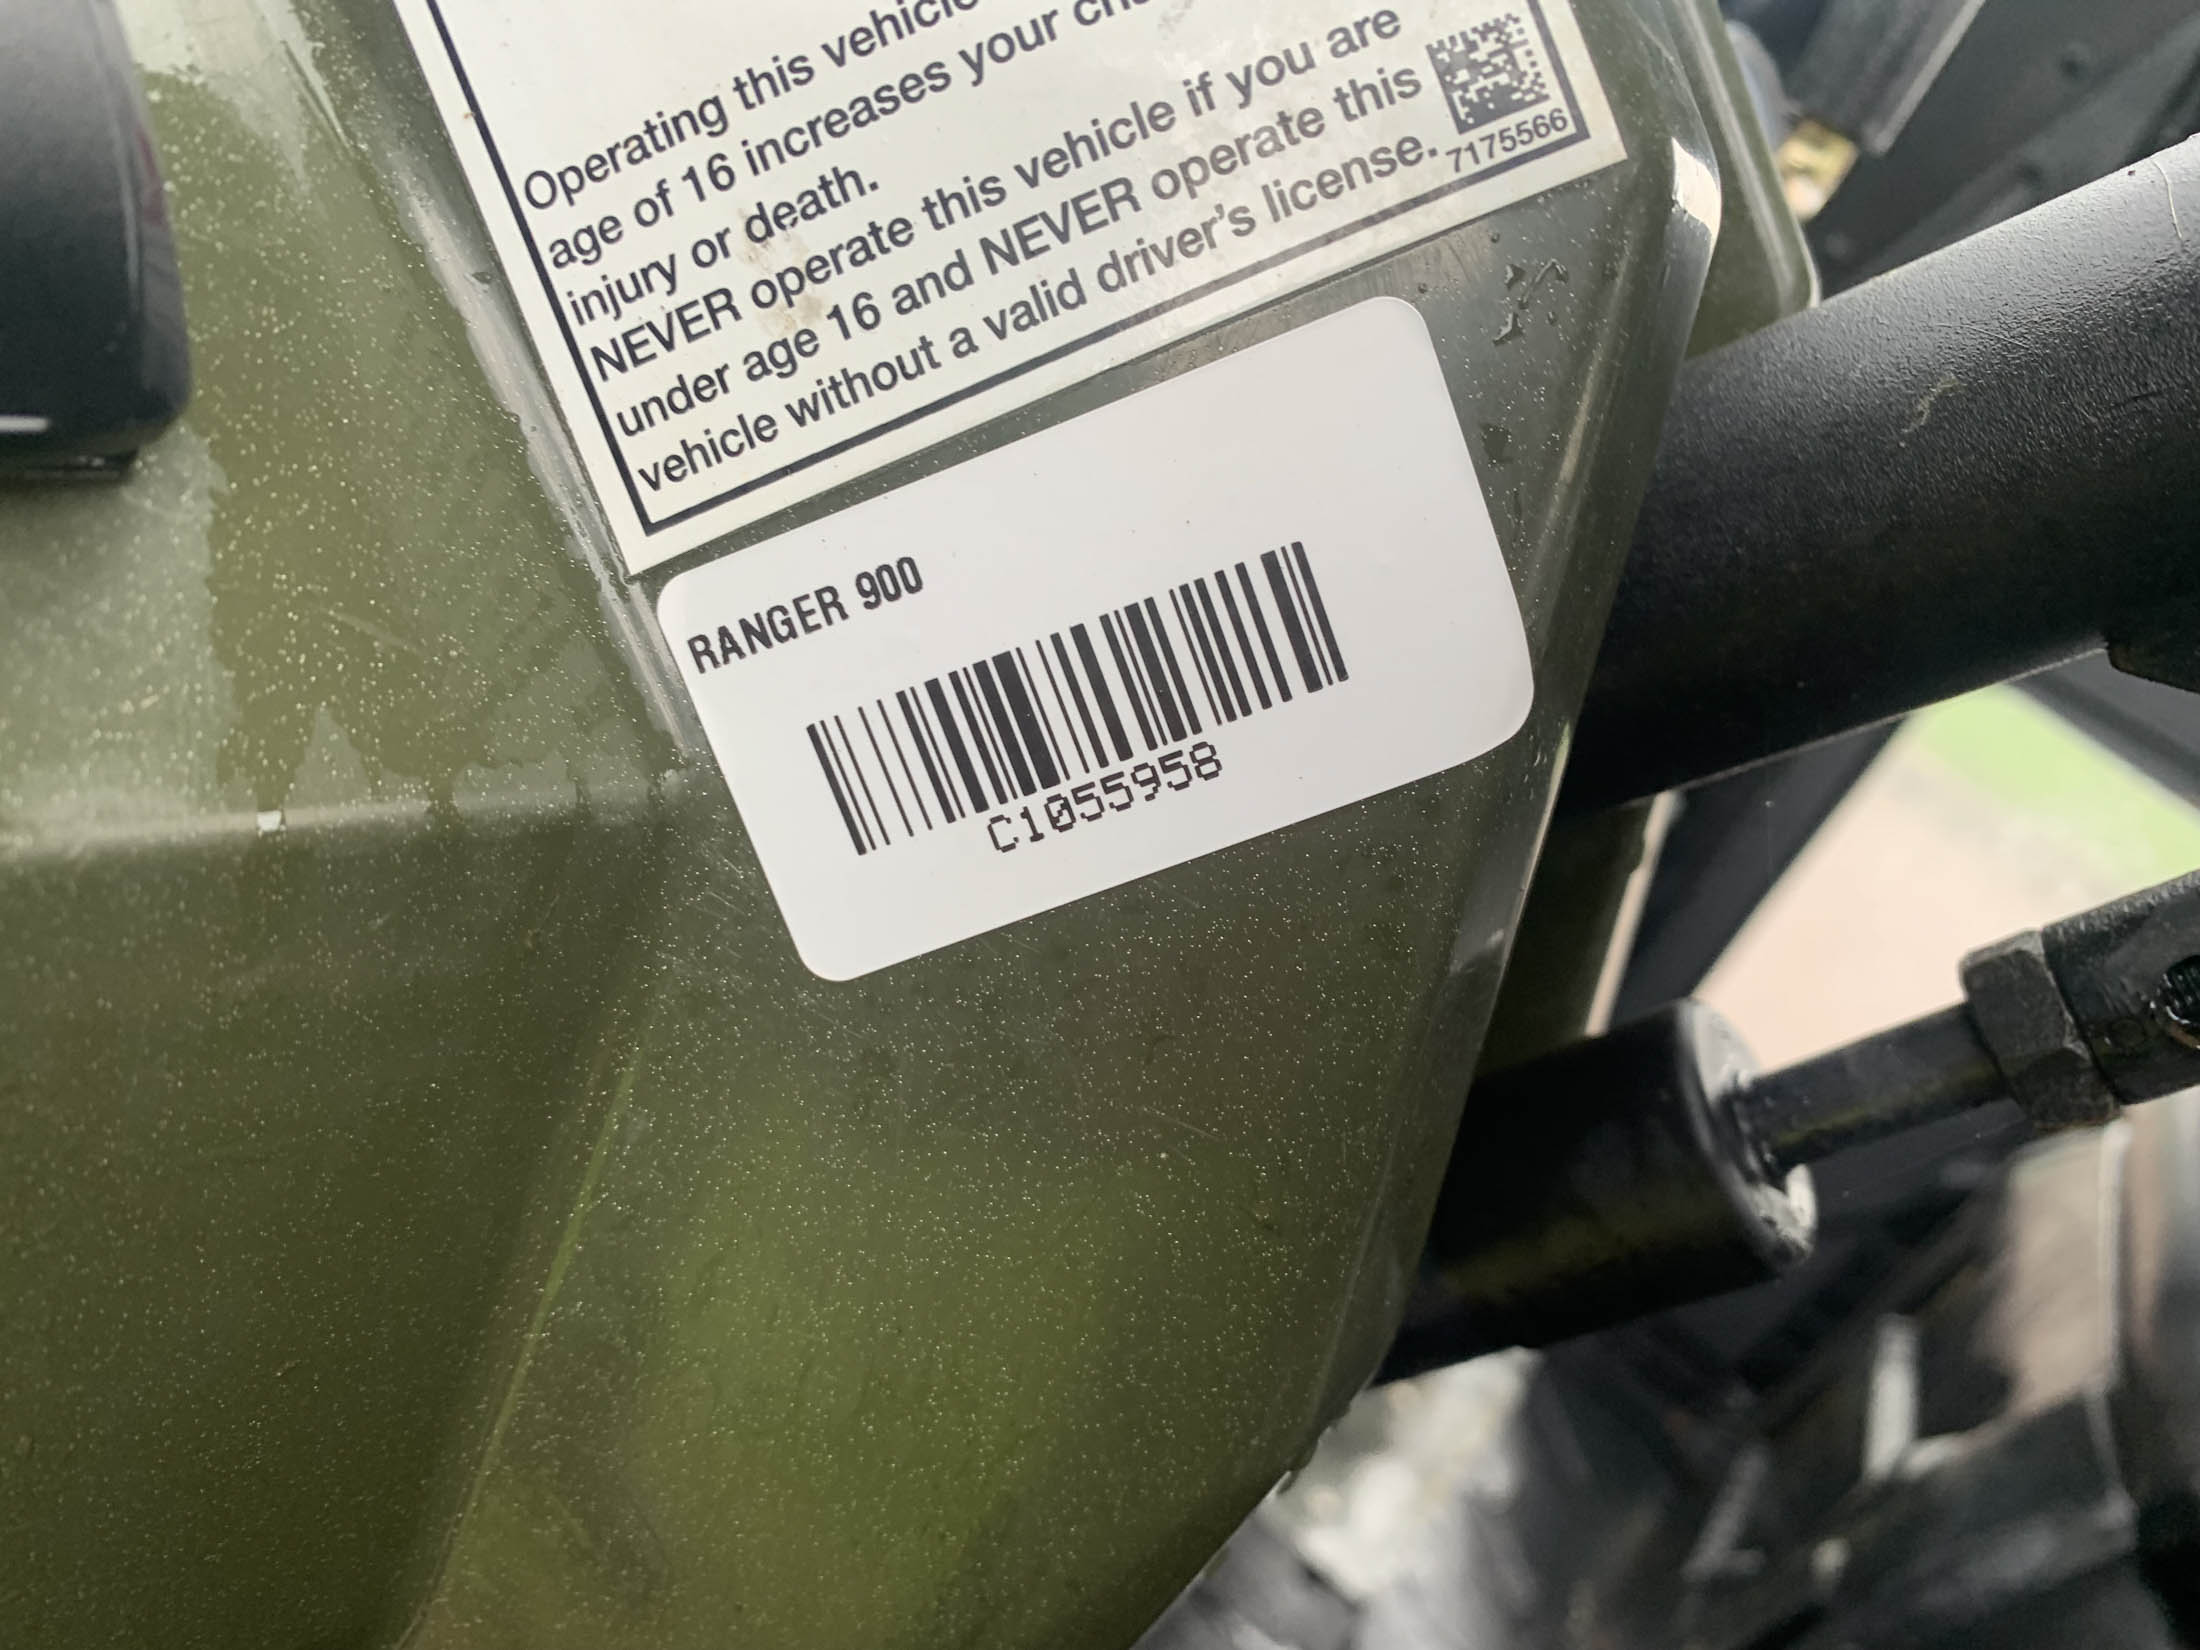 Operating this vehicle
age of 16 increases your
injury or death.
NEVER operate this vehicle if you are
under age 16 and NEVER operate this
vehicle without a valid driver's license.
7175566
RANGER 900
C1055958